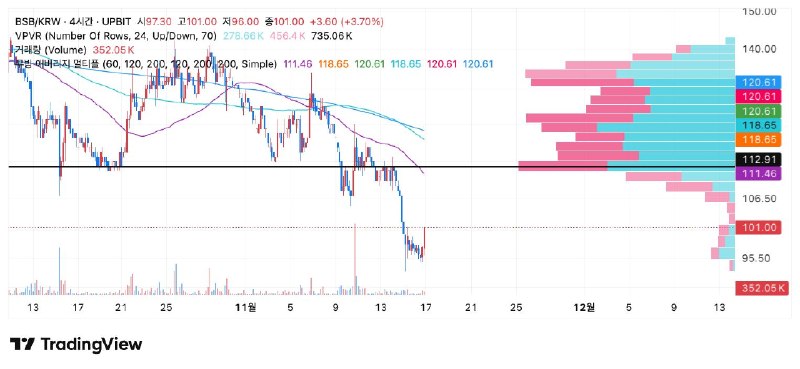 BSB/KRW · 4시간 · UPBIT 시97.30 고101.00 저96.00 종101.00 +3.60 (+3.70%)
VPVR (Number Of Rows, 24, Up/Down, 70) 278.66K 456.4K 735.06K
거래량 (Volume) 352.05K
무빙 에버리지 멀티플 (60, 120, 200, 120, 200, 200, Simple) 111.46 118.65 120.61 118.65 120.61 120.61
150.00
140.00
120.61
120.61
120.61
118.65
118.65
112.91
111.46
106.50
101.00
95.50
352.05K
13 17 21 25 11월 5 9 13 17 21 25 12월 5 9 13
TradingView